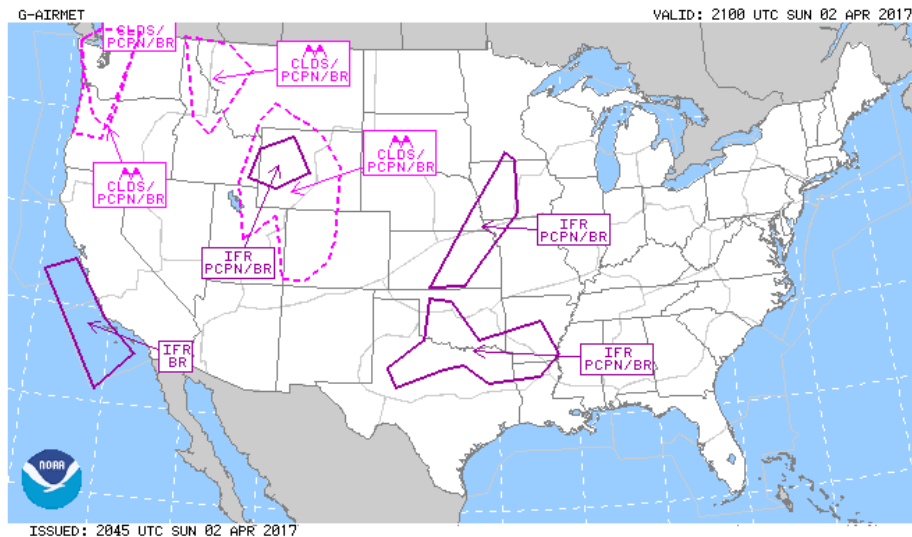 G-AIRMET
VALID: 2100 UTC SUN 02 APR 2017
CLDS/
PCPN/BR
CLDS/
PCPN/BR
CLDS/
PCPN/BR
CLDS/
PCPN/BR
IFR
PCPN/BR
IFR
PCPN/BR
IFR
BR
IFR
PCPN/BR
NOAA
ISSUED: 2045 UTC SUN 02 APR 2017